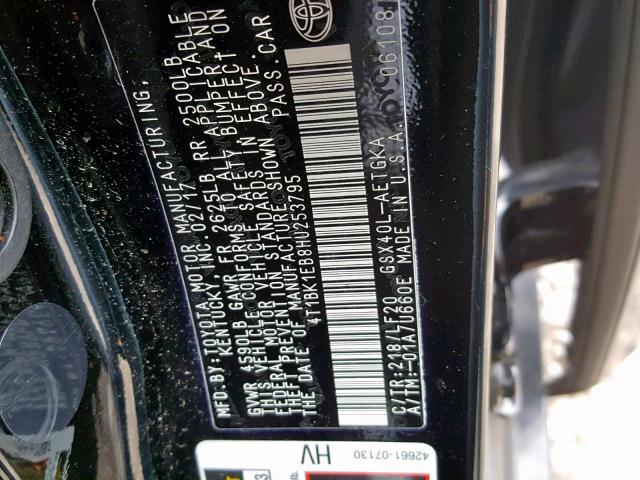 MFD.BY:TOYOTA MOTOR MANUFACTURING,
KENTUCKY, INC. 02/17
GVWR 4590LB GAWR FR 2625LB RR 2500LB
THIS VEHICLE CONFORMS TO ALL APPLICABLE
FEDERAL MOTOR VEHICLE SAFETY BUMPER, AND
THEFT PREVENTION STANDARDS IN EFFECT ON
THE DATE OF MANUFACTURE SHOWN ABOVE.
4T1BK1EB8HU253795 PASS.CAR
C/TR:218/LF20 GSX40L-AETGKA
A/TM:-01A/U660E MADE IN U.S.A. 06108
TOYOTA
HV
42661-07130